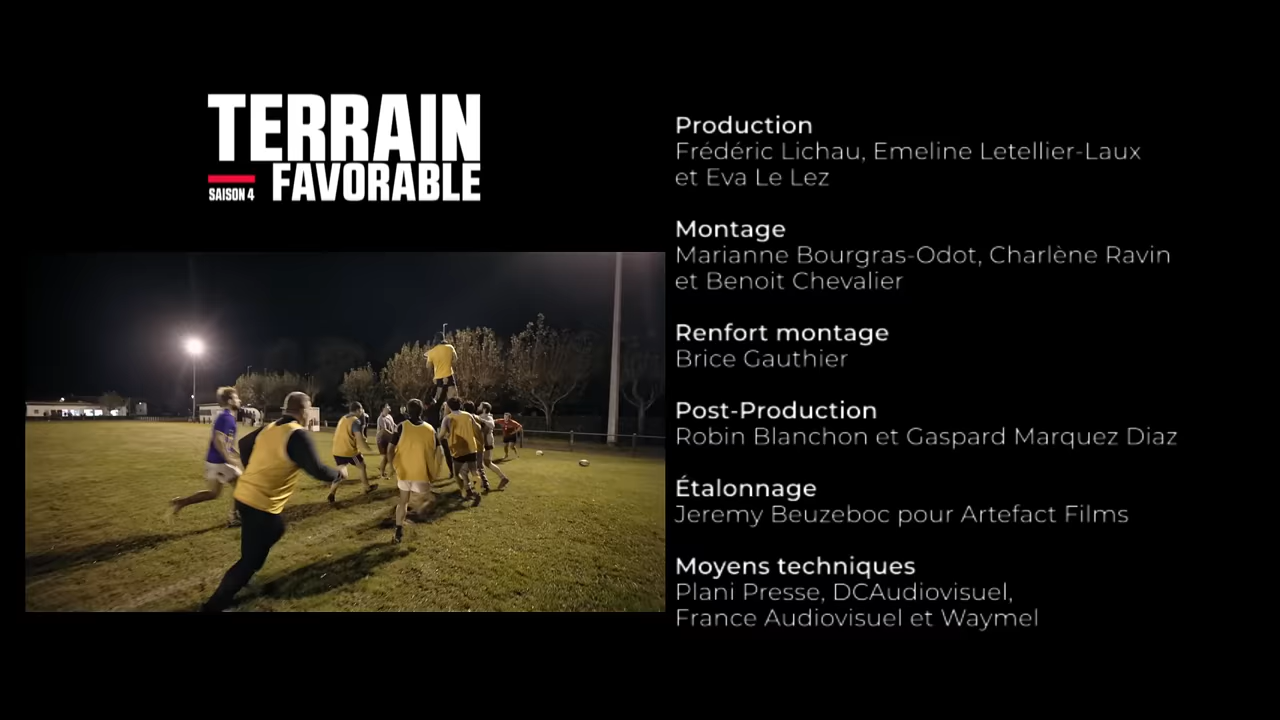 TERRAIN
SAISON 4 FAVORABLE
Production
Frédéric Lichau, Emeline Letellier-Laux
et Eva Le Lez
Montage
Marianne Bourgras-Odot, Charlène Ravin
et Benoit Chevalier
Renfort montage
Brice Gauthier
Post-Production
Robin Blanchon et Gaspard Marquez Diaz
Étalonnage
Jeremy Beuzeboc pour Artefact Films
Moyens techniques
Plani Presse, DCAudiovisuel,
France Audiovisuel et Waymel